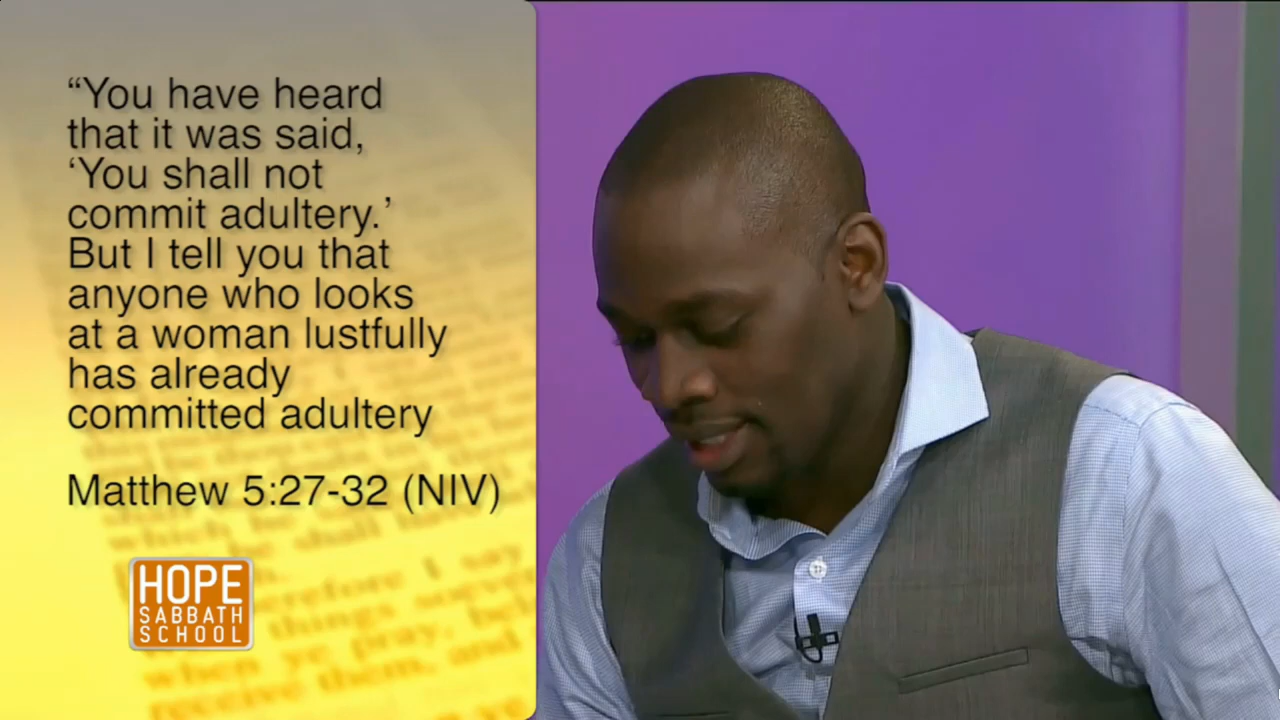 “You have heard
that it was said,
‘You shall not
commit adultery.’
But I tell you that
anyone who looks
at a woman lustfully
has already
committed adultery
Matthew 5:27-32 (NIV)
HOPE
SABBATH
SCHOOL